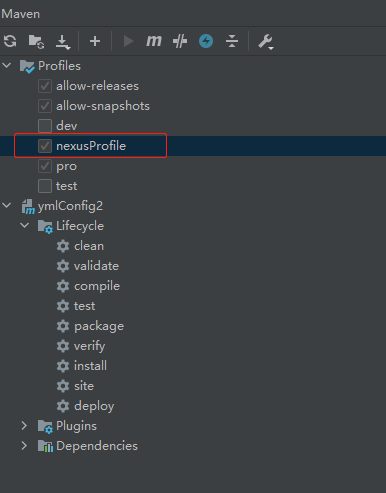 Maven
m
Profiles
allow-releases
allow-snapshots
dev
nexusProfile
pro
test
ymlConfig2
Lifecycle
clean
validate
compile
test
package
verify
install
site
deploy
Plugins
Dependencies